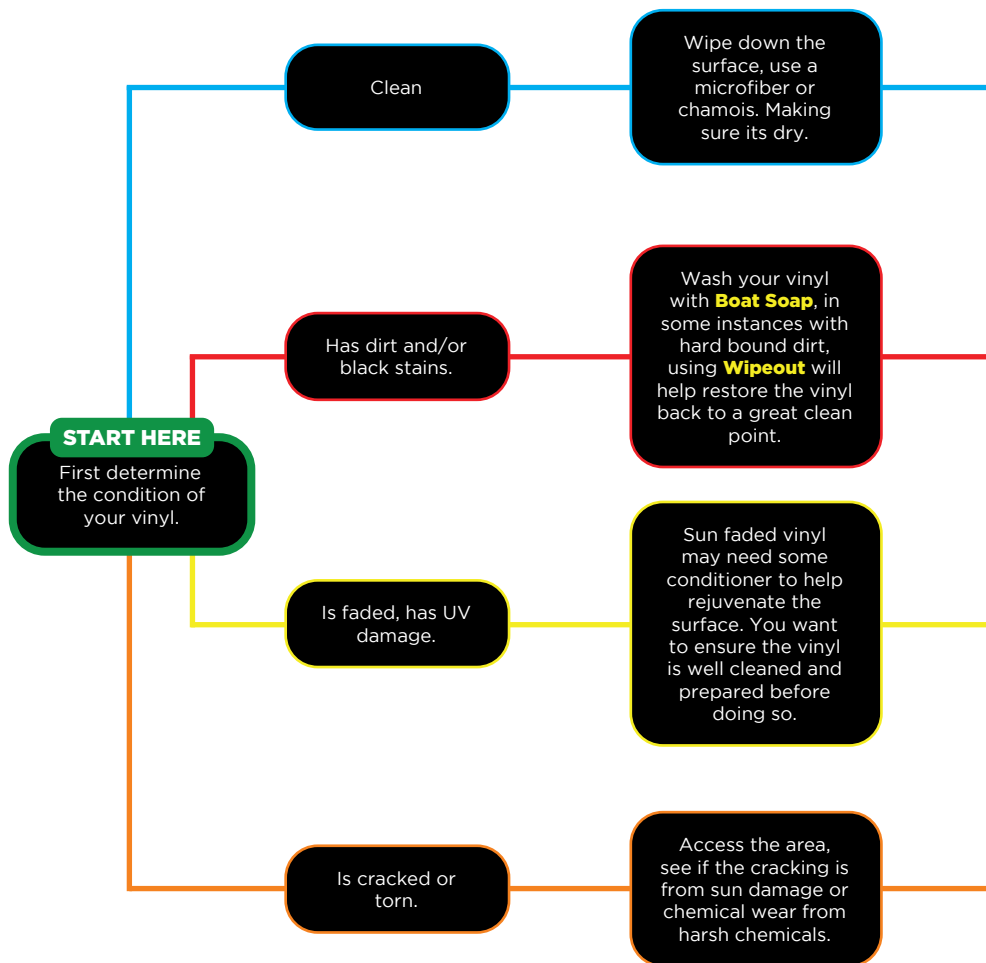 Clean
Wipe down the
surface, use a
microfiber or
chamois. Making
sure its dry.
Has dirt and/or
black stains.
Wash your vinyl
with Boat Soap, in
some instances with
hard bound dirt,
using Wipeout will
help restore the vinyl
back to a great clean
point.
START HERE
First determine
the condition of
your vinyl.
Is faded, has UV
damage.
Sun faded vinyl
may need some
conditioner to help
rejuvenate the
surface. You want
to ensure the vinyl
is well cleaned and
prepared before
doing so.
Is cracked or
torn.
Access the area,
see if the cracking is
from sun damage or
chemical wear from
harsh chemicals.